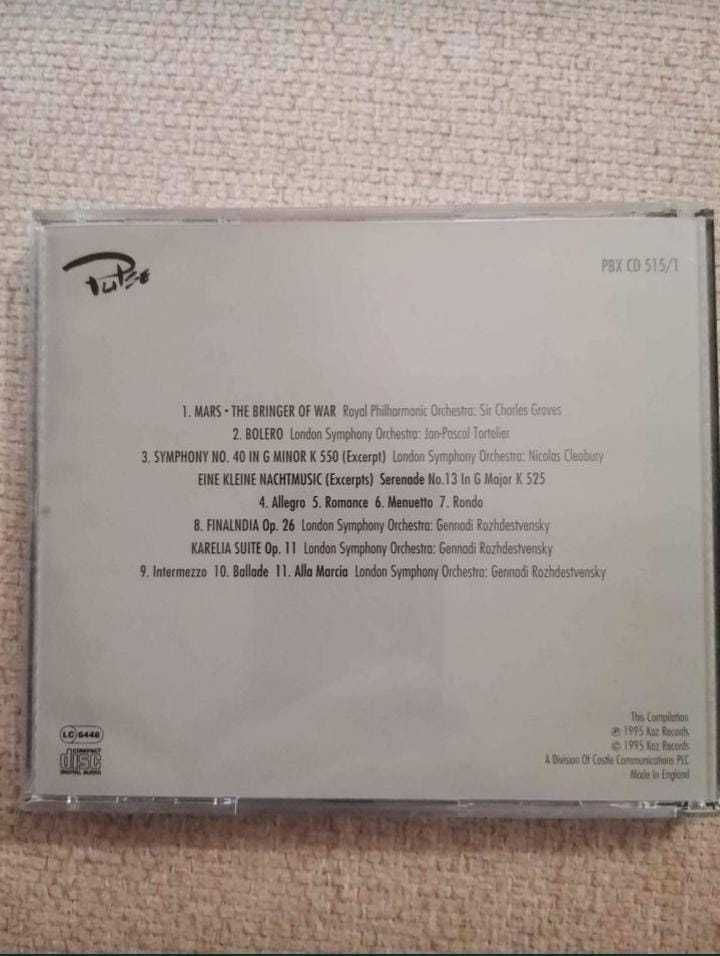 Pulse
PBX CD 515/1
1. MARS • THE BRINGER OF WAR Royal Philharmonic Orchestra: Sir Charles Groves
2. BOLERO London Symphony Orchestra: Jan-Pascal Tortelier
3. SYMPHONY NO. 40 IN G MINOR K 550 (Excerpt) London Symphony Orchestra: Nicolas Cleobury
EINE KLEINE NACHTMUSIC (Excerpts) Serenade No.13 In G Major K 525
4. Allegro 5. Romance 6. Menuetto 7. Rondo
8. FINALNDIA Op. 26 London Symphony Orchestra: Gennadi Rozhdestvensky
KARELIA SUITE Op. 11 London Symphony Orchestra: Gennadi Rozhdestvensky
9. Intermezzo 10. Ballade 11. Alla Marcia London Symphony Orchestra: Gennadi Rozhdestvensky
This Compilation
℗ 1995 Kaz Records
© 1995 Kaz Records
A Division Of Castle Communications PLC
Made In England
LC 6448
COMPACT
disc
DIGITAL AUDIO